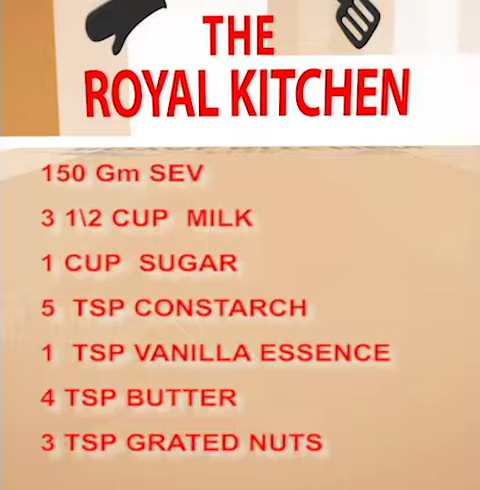 THE
ROYAL KITCHEN
150 Gm SEV
3 1\2 CUP MILK
1 CUP SUGAR
5 TSP CONSTARCH
1 TSP VANILLA ESSENCE
4 TSP BUTTER
3 TSP GRATED NUTS